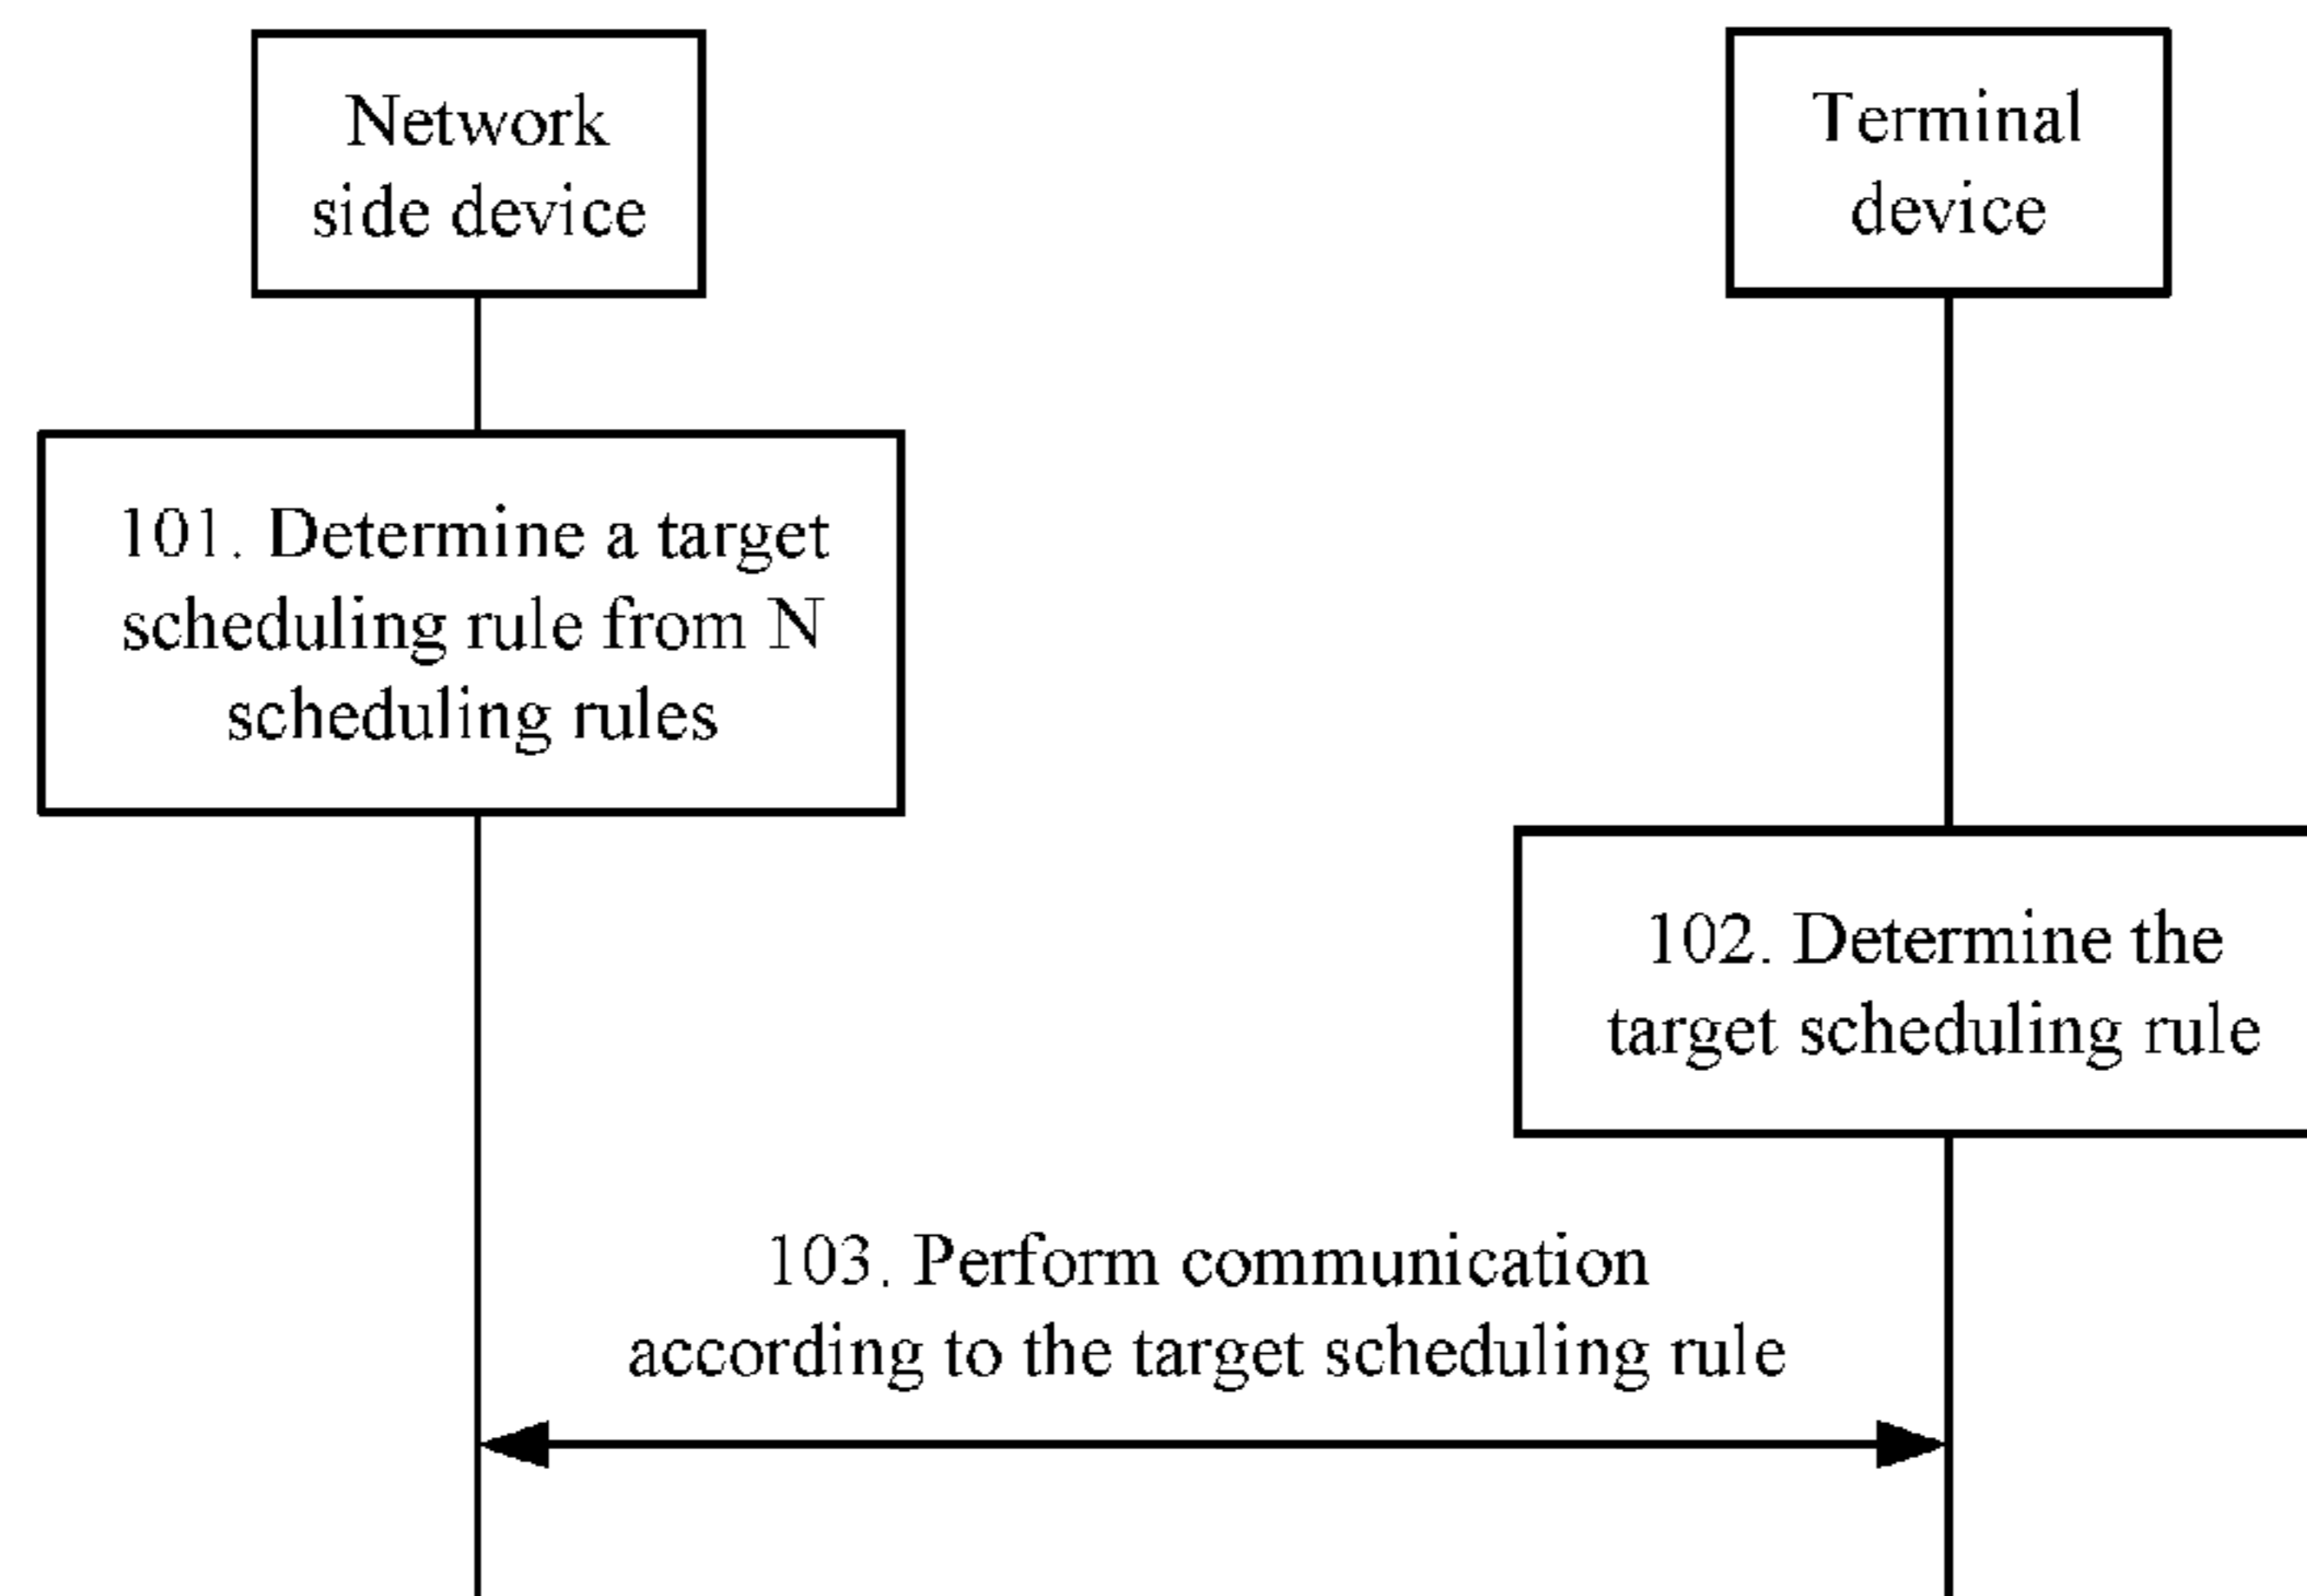 Network
side device
Terminal
device
101. Determine a target
scheduling rule from N
scheduling rules
102. Determine the
target scheduling rule
103. Perform communication
according to the target scheduling rule